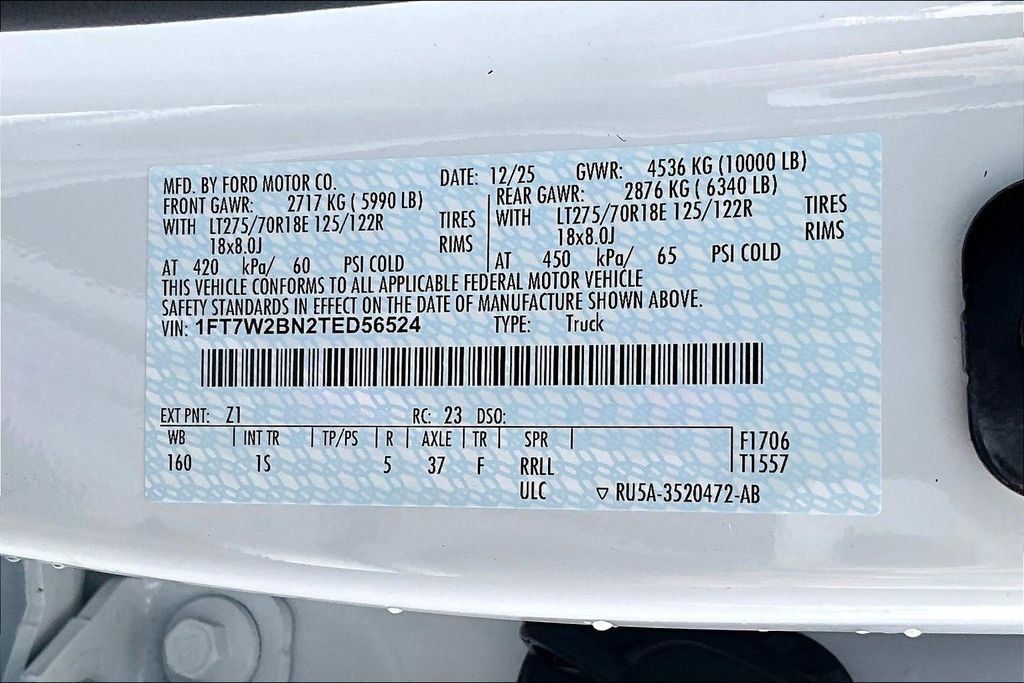 MFD. BY FORD MOTOR CO. DATE: 12/25 GVWR: 4536 KG (10000 LB)
FRONT GAWR: 2717 KG ( 5990 LB) REAR GAWR: 2876 KG ( 6340 LB)
WITH LT275/70R18E 125/122R TIRES WITH LT275/70R18E 125/122R TIRES
18x8.0J RIMS 18x8.0J RIMS
AT 420 kPa/ 60 PSI COLD AT 450 kPa/ 65 PSI COLD
THIS VEHICLE CONFORMS TO ALL APPLICABLE FEDERAL MOTOR VEHICLE
SAFETY STANDARDS IN EFFECT ON THE DATE OF MANUFACTURE SHOWN ABOVE.
VIN: 1FT7W2BN2TED56524 TYPE: Truck
EXT PNT: Z1 RC: 23 DSO:
WB INT TR TP/PS R AXLE TR SPR F1706
160 1S 5 37 F RRLL T1557
ULC ▽ RU5A-3520472-AB